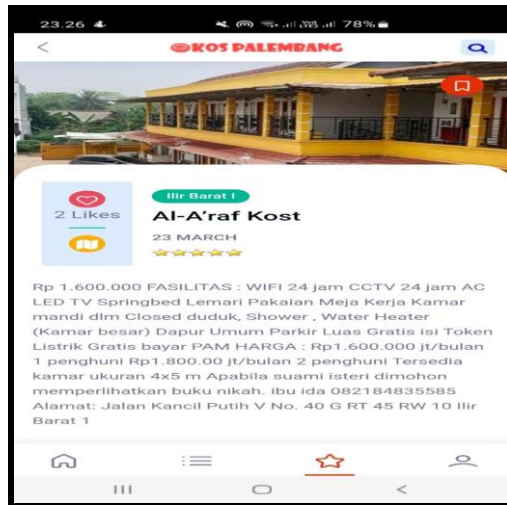 23.26
78%
@KOS PALEMBANG
Ilir Barat I
2 Likes
Al-A'raf Kost
23 MARCH
Rp 1.600.000 FASILITAS : WIFI 24 jam CCTV 24 jam AC
LED TV Springbed Lemari Pakaian Meja Kerja Kamar
mandi dlm Closed duduk, Shower , Water Heater
(Kamar besar) Dapur Umum Parkir Luas Gratis isi Token
Listrik Gratis bayar PAM HARGA : Rp1.600.000 jt/bulan
1 penghuni Rp1.800.00 jt/bulan 2 penghuni Tersedia
kamar ukuran 4x5 m Apabila suami isteri dimohon
memperlihatkan buku nikah. ibu ida 082184835585
Alamat: Jalan Kancil Putih V No. 40 G RT 45 RW 10 Ilir
Barat 1